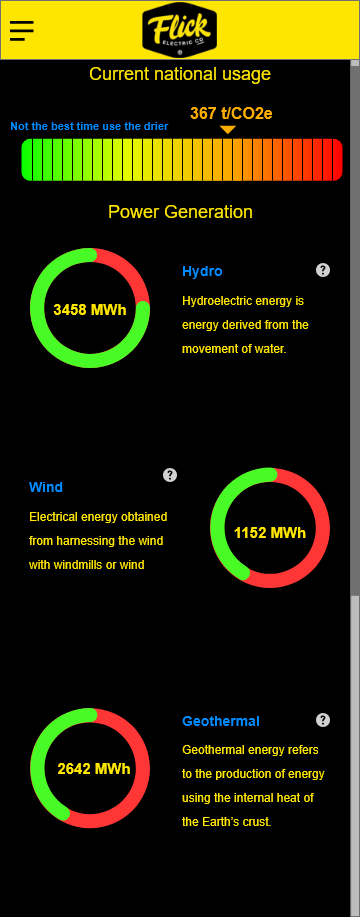 Flick
ELECTRIC CO
®
Current national usage
367 t/CO2e
Not the best time use the drier
Power Generation
3458 MWh
Hydro
?
Hydroelectric energy is
energy derived from the
movement of water.
?
Wind
Electrical energy obtained
from harnessing the wind
with windmills or wind
1152 MWh
2642 MWh
Geothermal
?
Geothermal energy refers
to the production of energy
using the internal heat of
the Earth's crust.